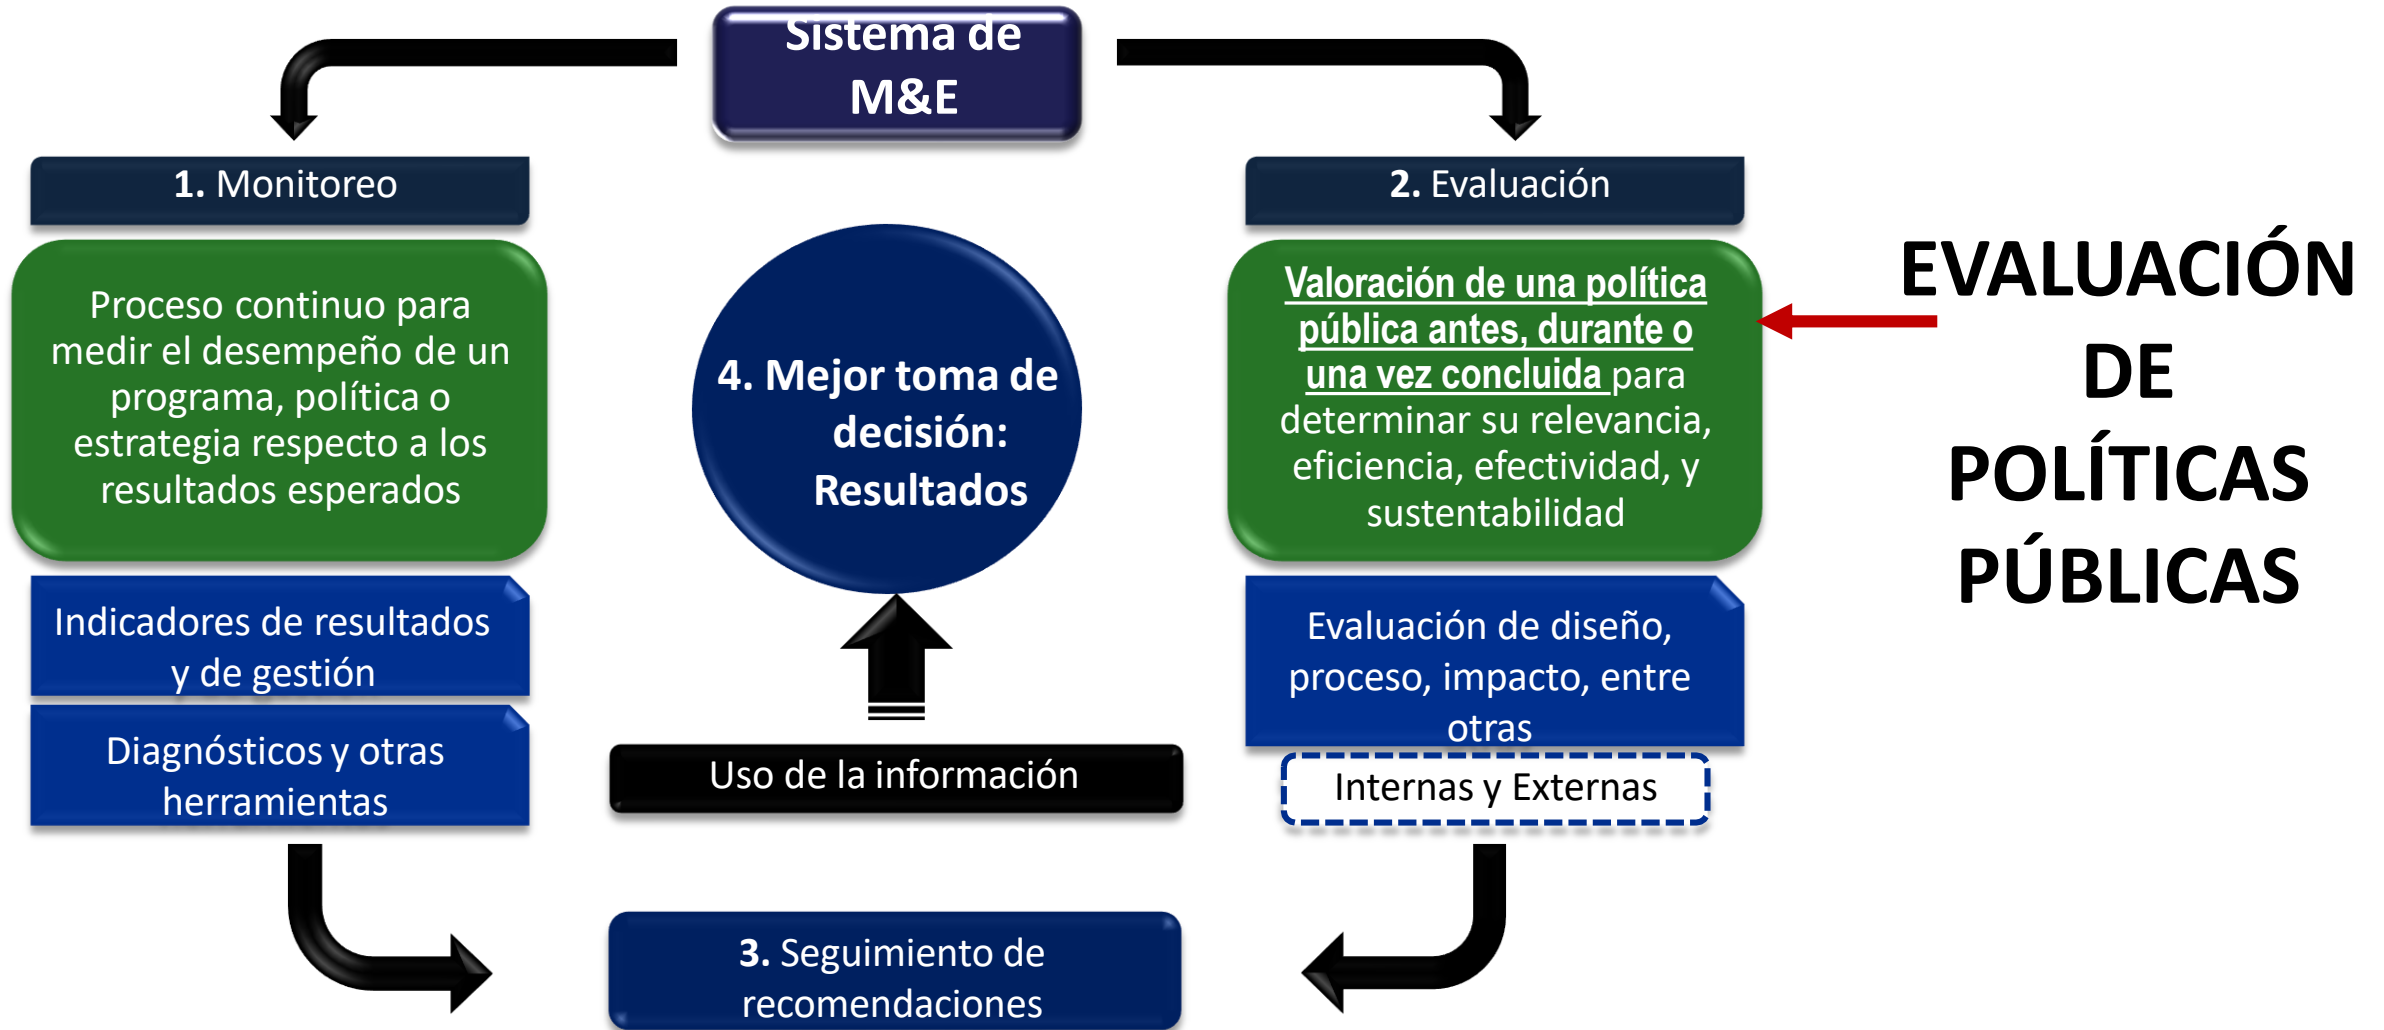 Sistema de
M&E
1. Monitoreo
Proceso continuo para
medir el desempeño de un
programa, política o
estrategia respecto a los
resultados esperados
Indicadores de resultados
y de gestión
Diagnósticos y otras
herramientas
4. Mejor toma de
decisión:
Resultados
Uso de la información
3. Seguimiento de
recomendaciones
2. Evaluación
Valoración de una política
pública antes, durante o
una vez concluida para
determinar su relevancia,
eficiencia, efectividad, y
sustentabilidad
Evaluación de diseño,
proceso, impacto, entre
otras
Internas y Externas
EVALUACIÓN
DE
POLÍTICAS
PÚBLICAS